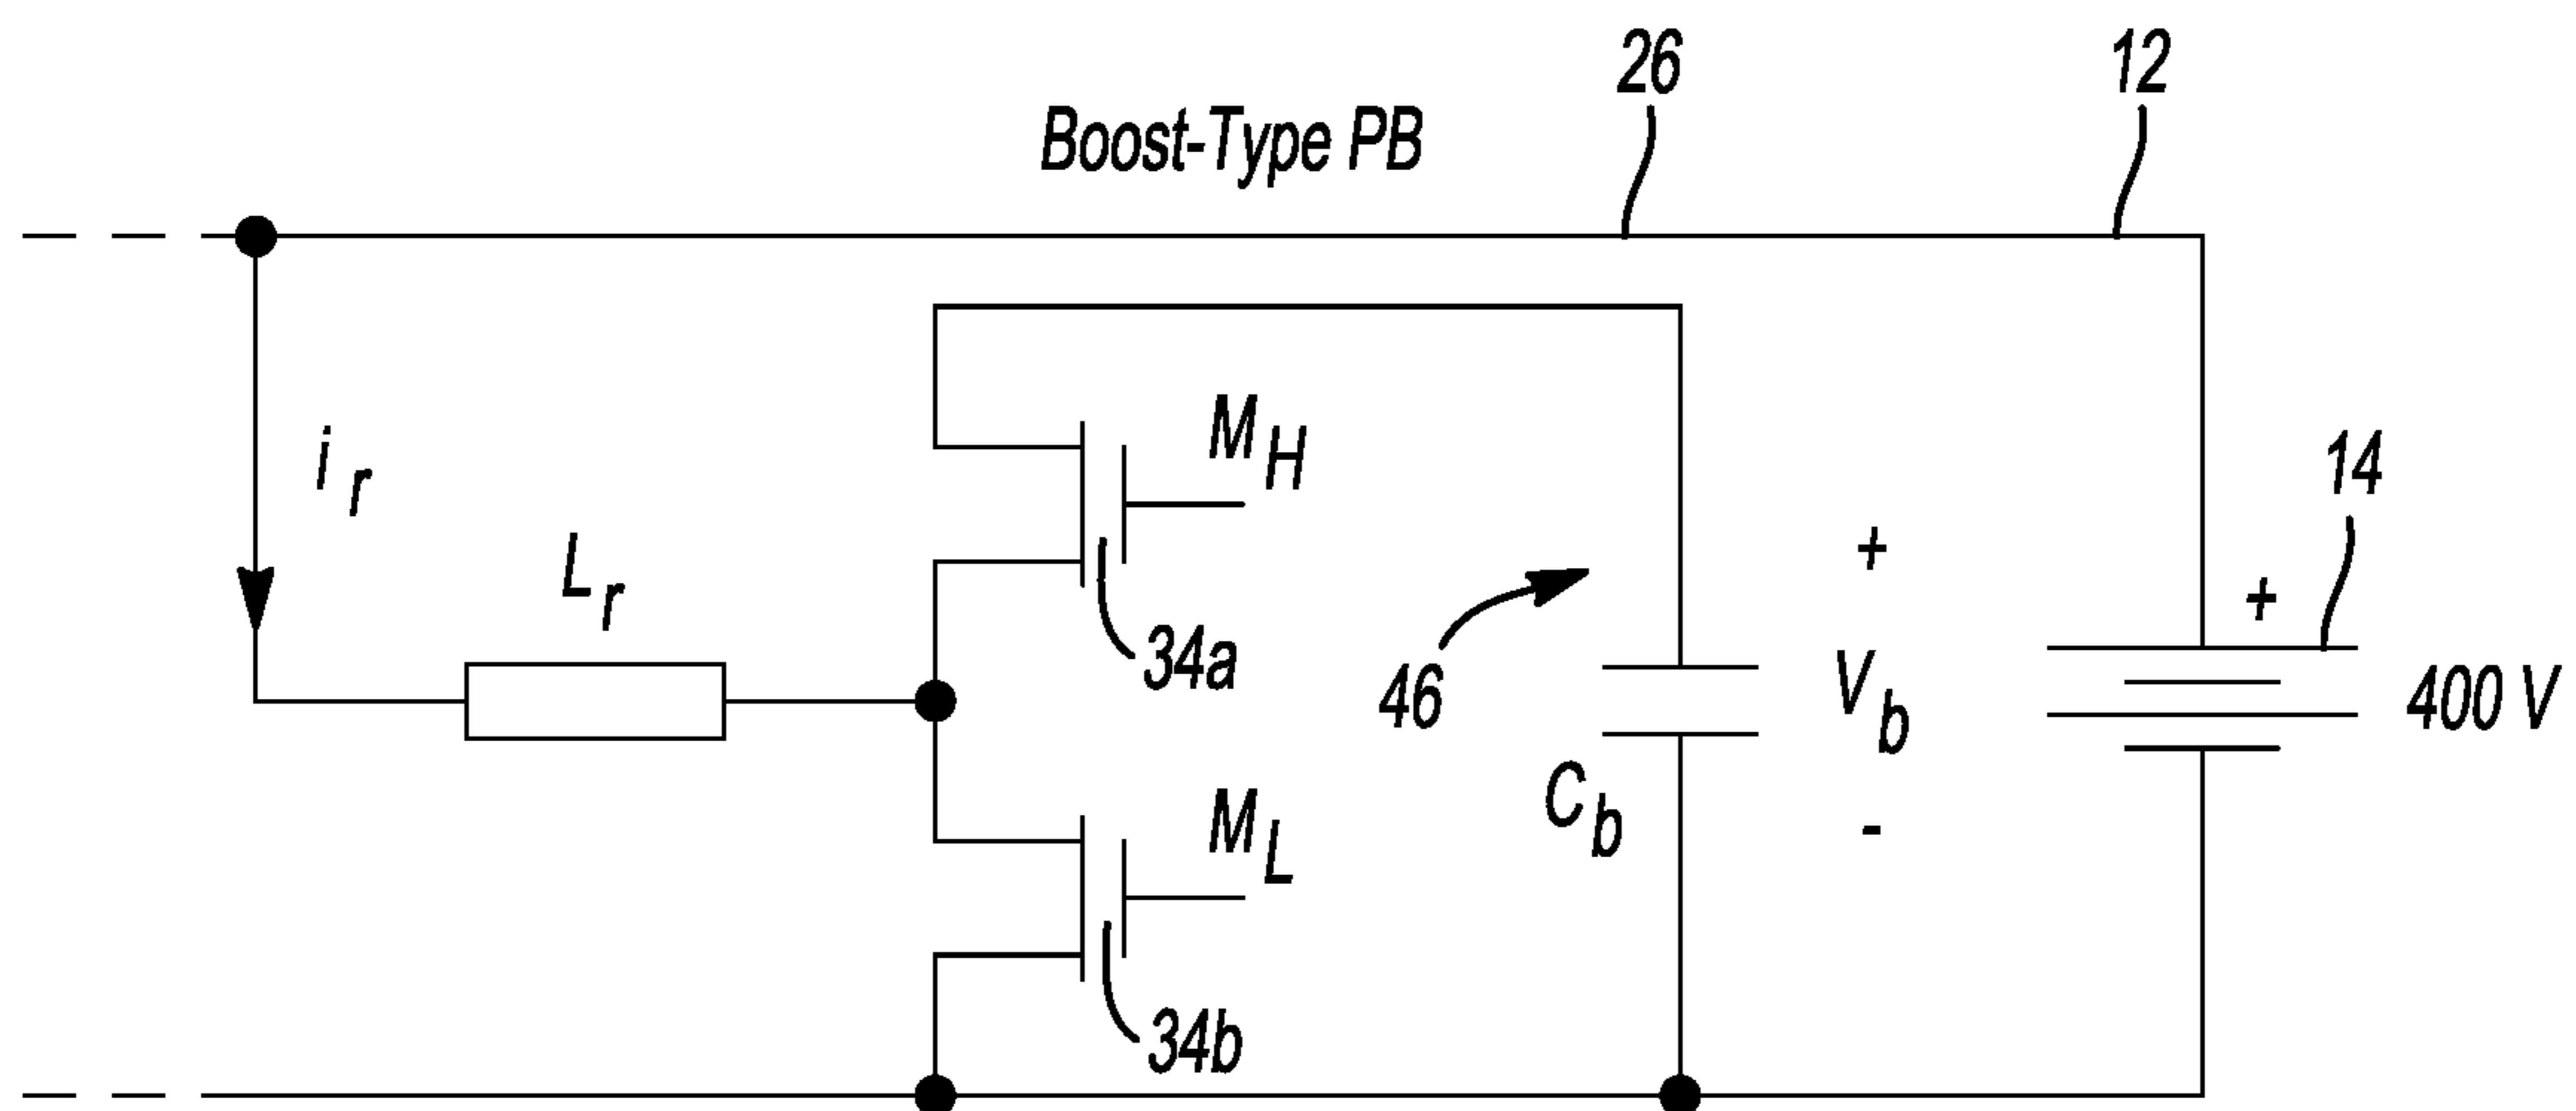 26
12
Boost-Type PB
i r
L r
M H
34a
46
+
V b
-
C b
14
+
400 V
M L
34b